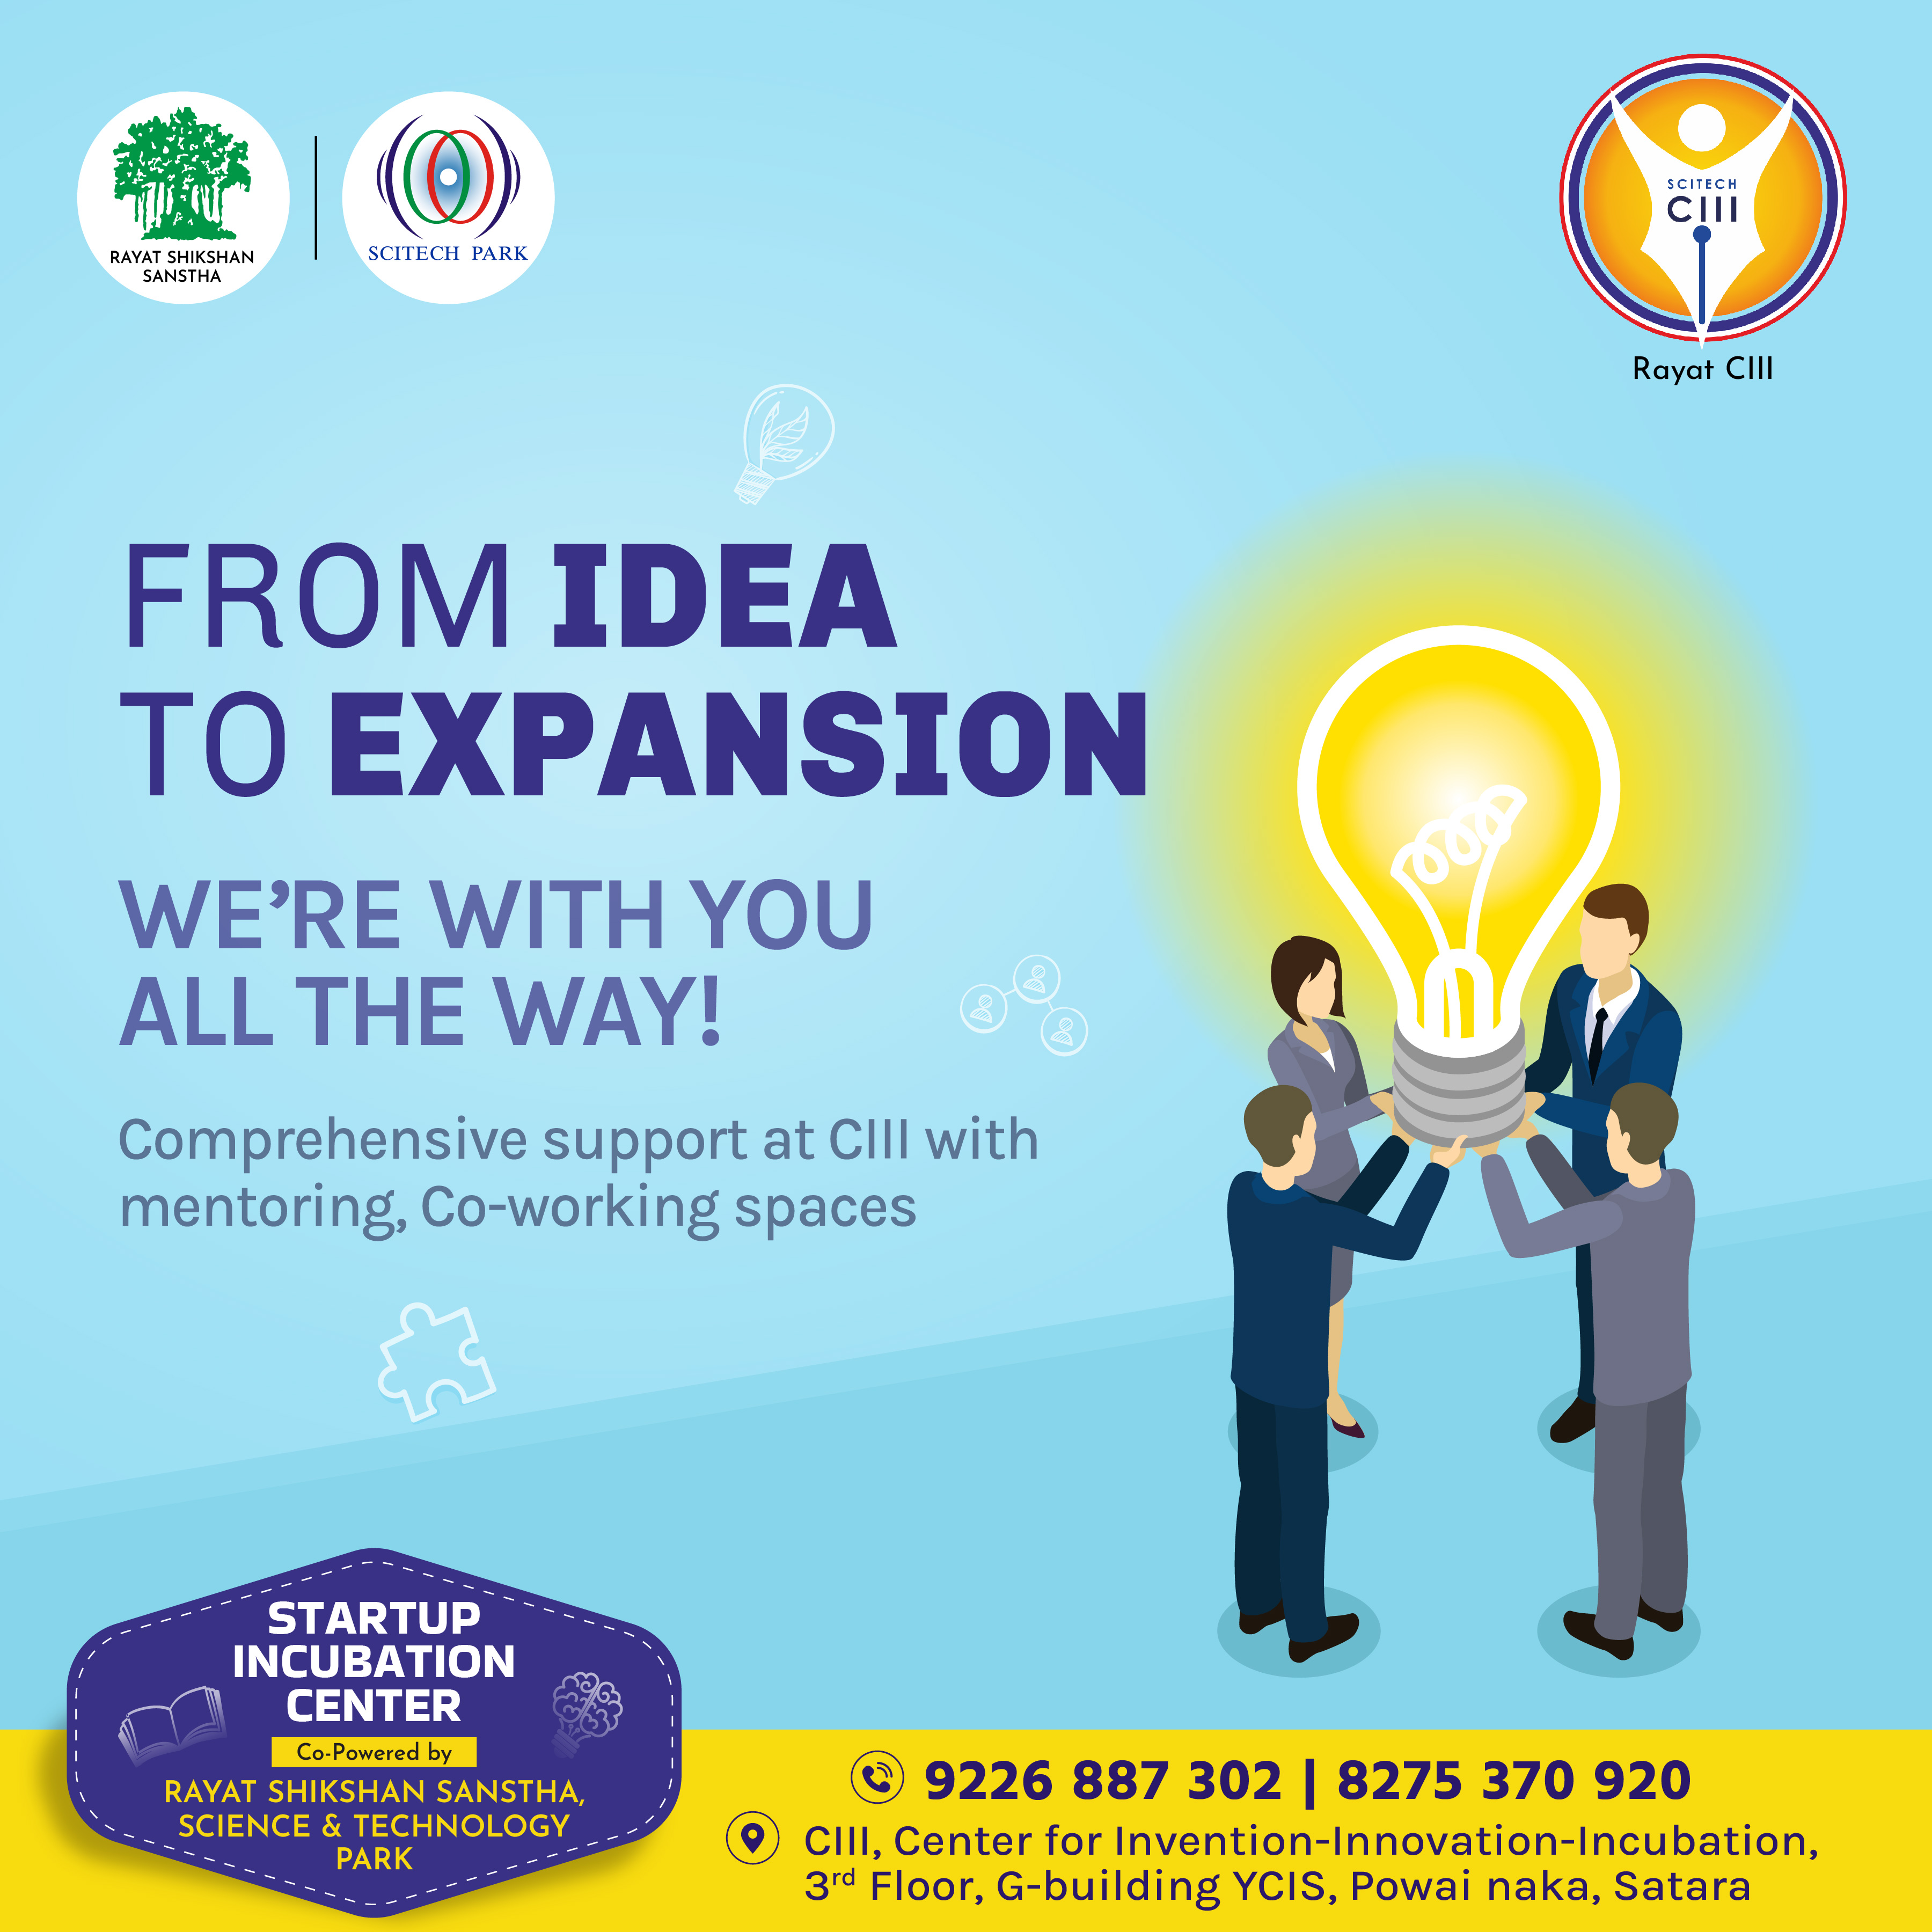 RAYAT SHIKSHAN
SANSTHA
SCITECH PARK
SCITECH
CIII
Rayat CIII
FROM IDEA
TO EXPANSION
WE'RE WITH YOU
ALL THE WAY!
Comprehensive support at CIII with
mentoring, Co-working spaces
STARTUP
INCUBATION
CENTER
Co-Powered by
RAYAT SHIKSHAN SANSTHA,
SCIENCE & TECHNOLOGY
PARK
9226 887 302 | 8275 370 920
CIII, Center for Invention-Innovation-Incubation,
3rd Floor, G-building YCIS, Powai naka, Satara